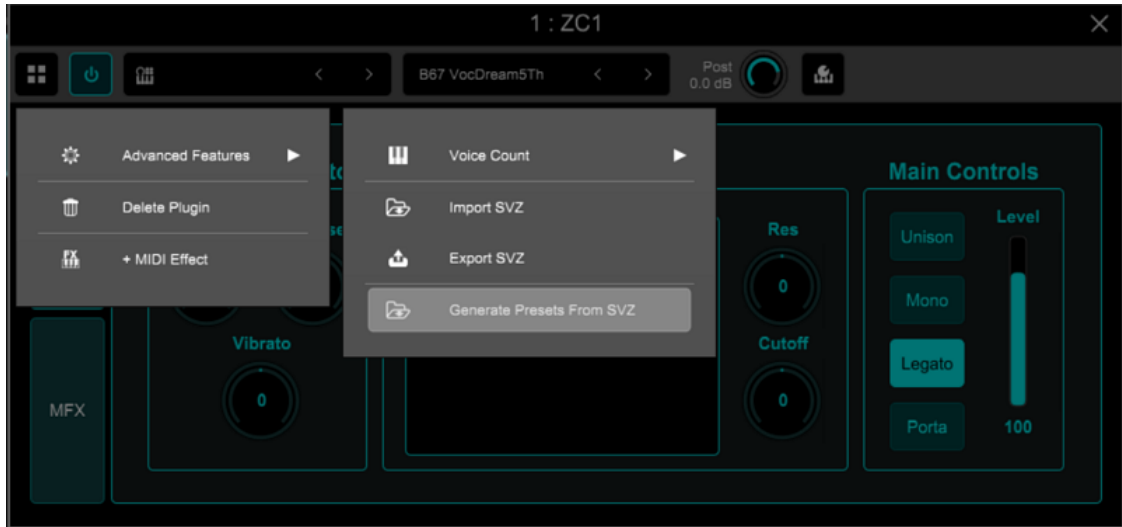 1 : ZC1
B67 VocDream5Th
Post
0.0 dB
Advanced Features
Delete Plugin
+ MIDI Effect
Voice Count
Import SVZ
Export SVZ
Generate Presets From SVZ
Vibrato
0
MFX
Res
0
Cutoff
0
Main Controls
Unison
Mono
Legato
Porta
Level
100